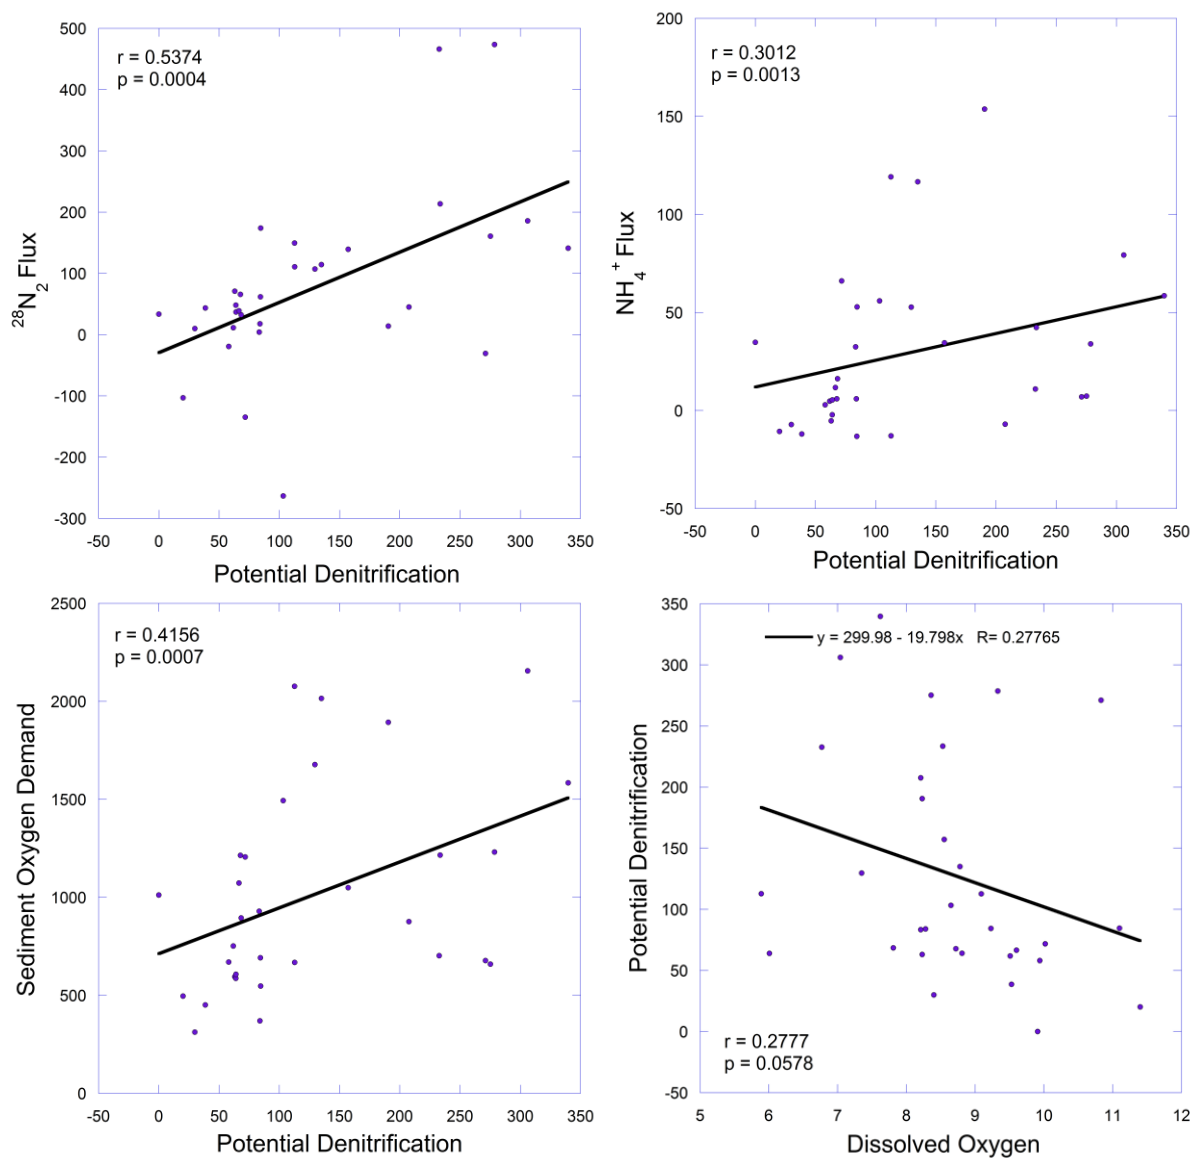 r = 0.5374
p = 0.0004
500
400
300
200
100
0
-100
-200
-300
²⁸N₂ Flux
-50 0 50 100 150 200 250 300 350
Potential Denitrification
r = 0.3012
p = 0.0013
200
150
100
50
0
-50
NH₄⁺ Flux
-50 0 50 100 150 200 250 300 350
Potential Denitrification
r = 0.4156
p = 0.0007
2500
2000
1500
1000
500
0
Sediment Oxygen Demand
-50 0 50 100 150 200 250 300 350
Potential Denitrification
y = 299.98 - 19.798x R= 0.27765
350
300
250
200
150
100
50
0
-50
Potential Denitrification
r = 0.2777
p = 0.0578
5 6 7 8 9 10 11 12
Dissolved Oxygen